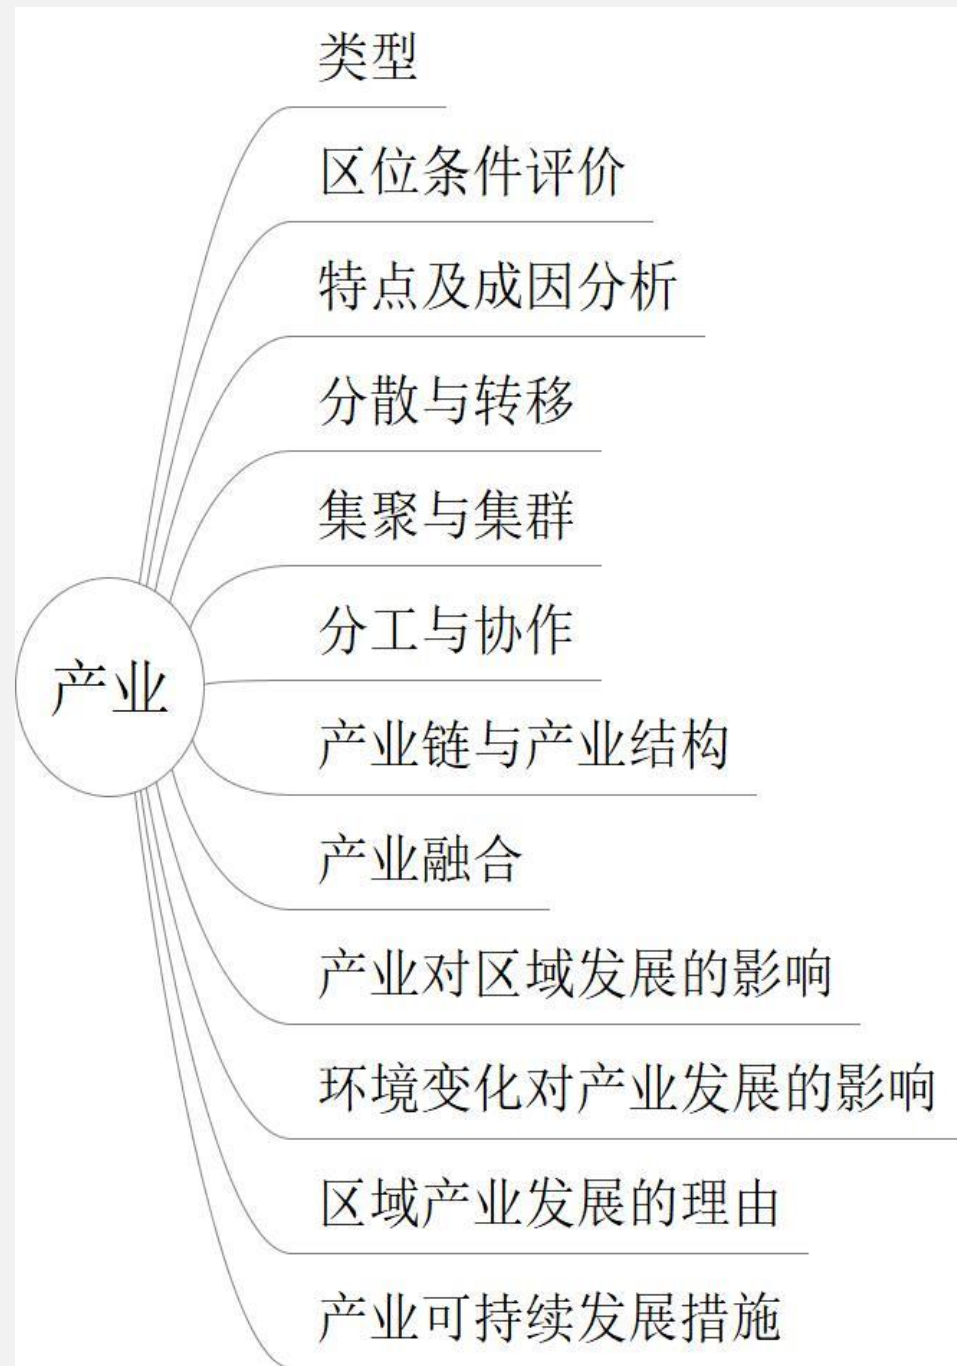 类型
区位条件评价
特点及成因分析
分散与转移
集聚与集群
分工与协作
产业
产业链与产业结构
产业融合
产业对区域发展的影响
环境变化对产业发展的影响
区域产业发展的理由
产业可持续发展措施